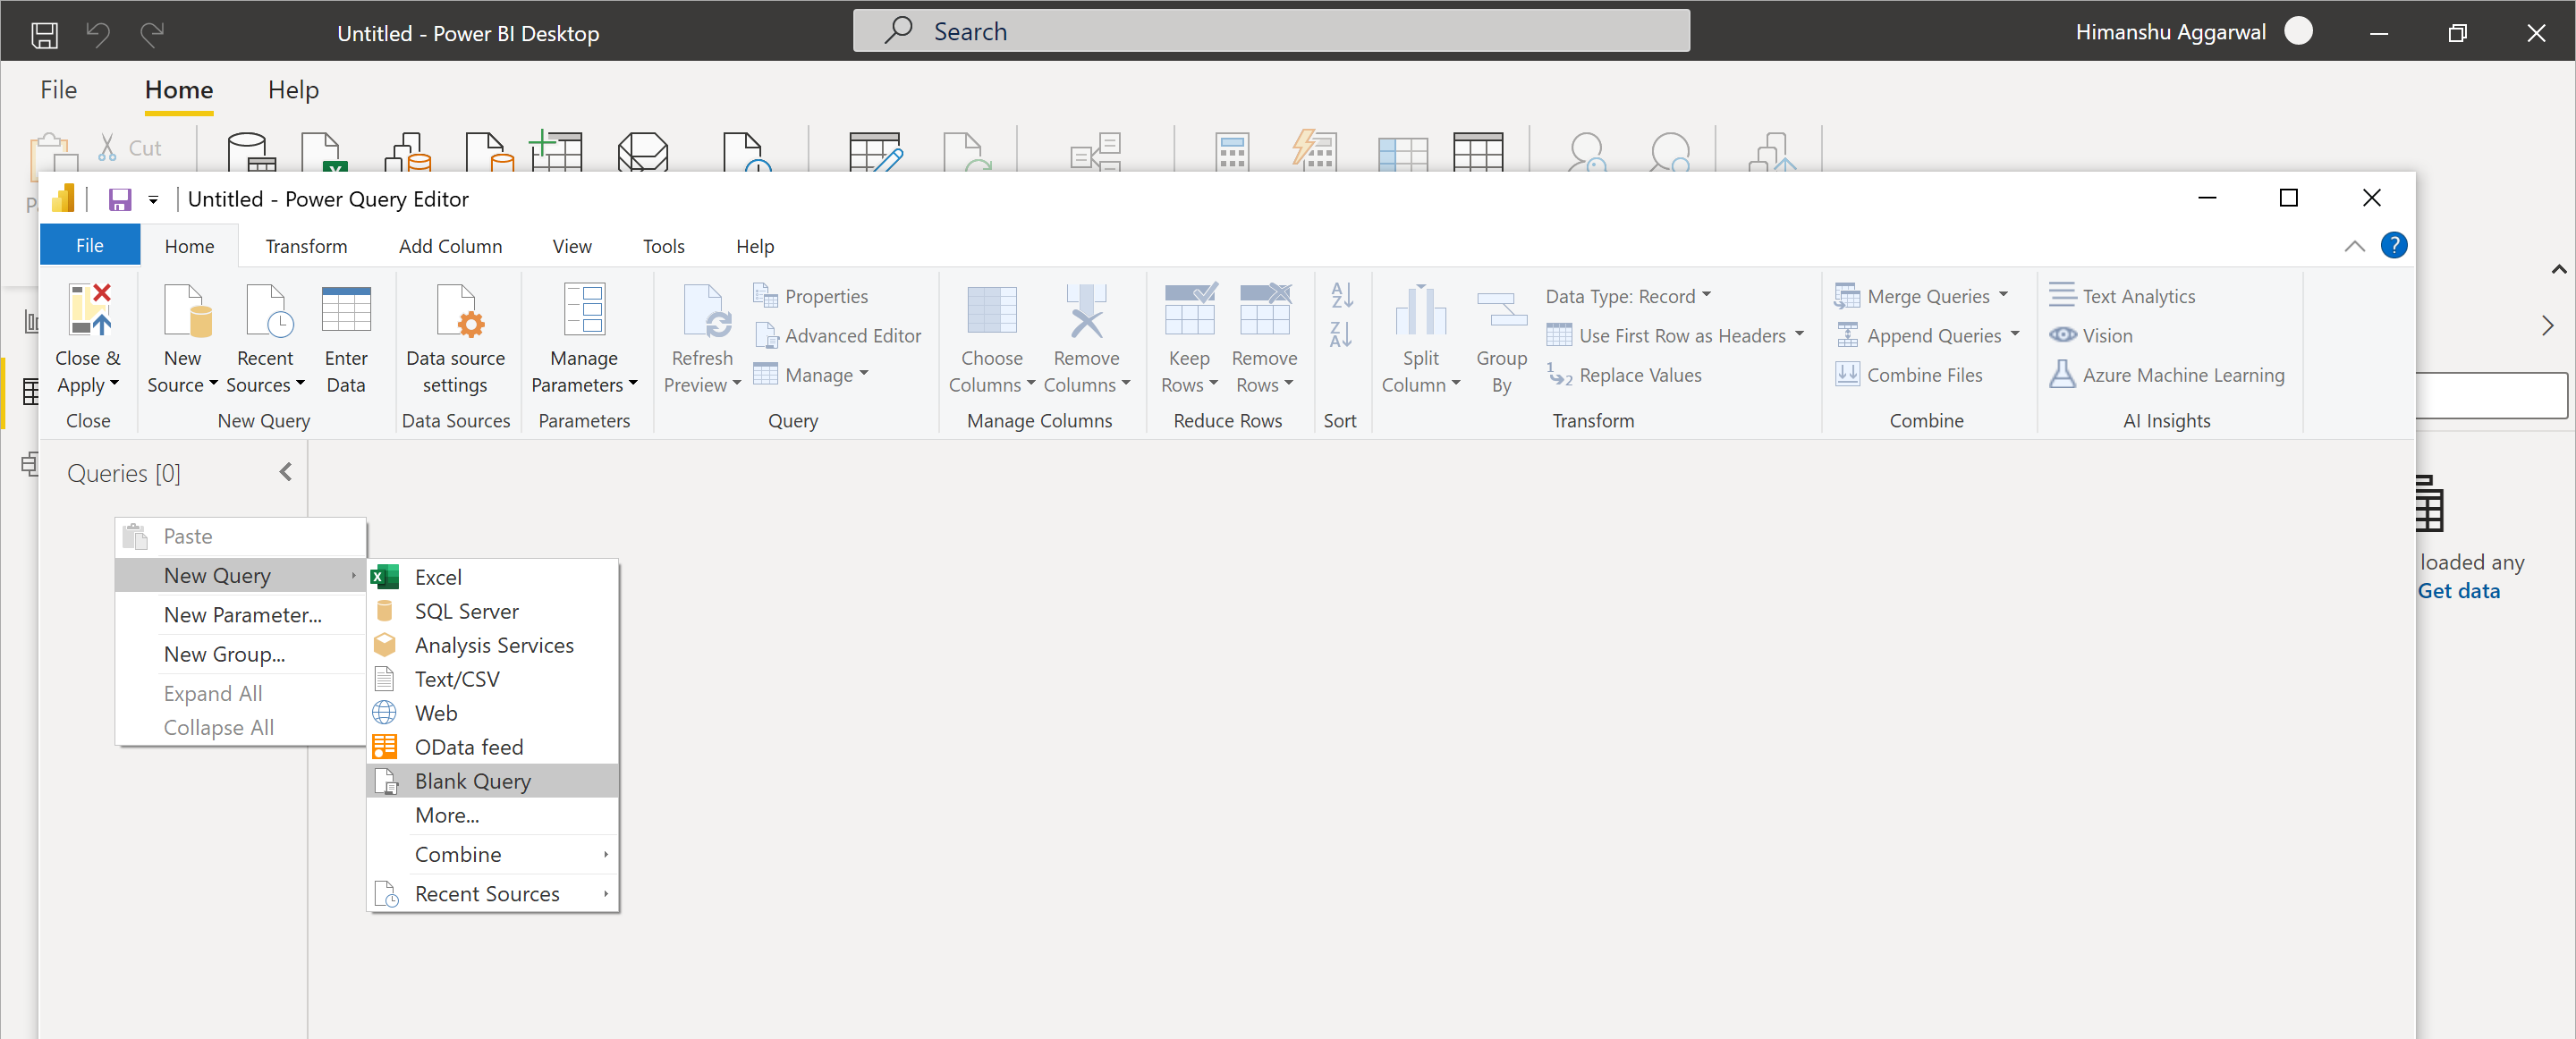 Untitled - Power BI Desktop
Search
Himanshu Aggarwal
File
Home
Help
Cut
Untitled - Power Query Editor
File
Home
Transform
Add Column
View
Tools
Help
?
Close & Apply
New Source
Recent Sources
Enter Data
Data source settings
Manage Parameters
Refresh Preview
Properties
Advanced Editor
Manage
Choose Columns
Remove Columns
Keep Rows
Remove Rows
Split Column
Group By
Data Type: Record
Use First Row as Headers
Replace Values
Merge Queries
Append Queries
Combine Files
Text Analytics
Vision
Azure Machine Learning
Close
New Query
Data Sources
Parameters
Query
Manage Columns
Reduce Rows
Sort
Transform
Combine
AI Insights
Queries [0]
Paste
New Query
New Parameter...
New Group...
Expand All
Collapse All
Excel
SQL Server
Analysis Services
Text/CSV
Web
OData feed
Blank Query
More...
Combine
Recent Sources
loaded any
Get data